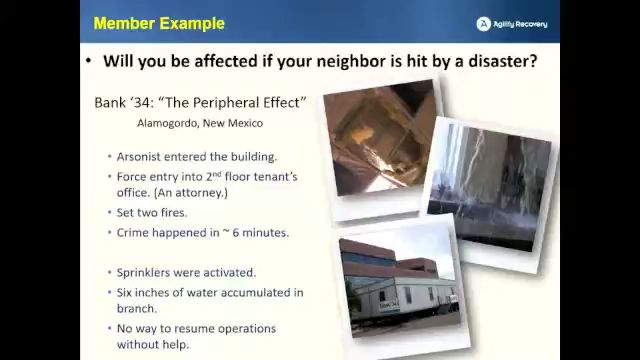 Member Example
Agility Recovery
• Will you be affected if your neighbor is hit by a disaster?
Bank ‘34: “The Peripheral Effect”
Alamogordo, New Mexico
• Arsonist entered the building.
• Force entry into 2nd floor tenant’s
office. (An attorney.)
• Set two fires.
• Crime happened in ~ 6 minutes.
• Sprinklers were activated.
• Six inches of water accumulated in
branch.
• No way to resume operations
without help.